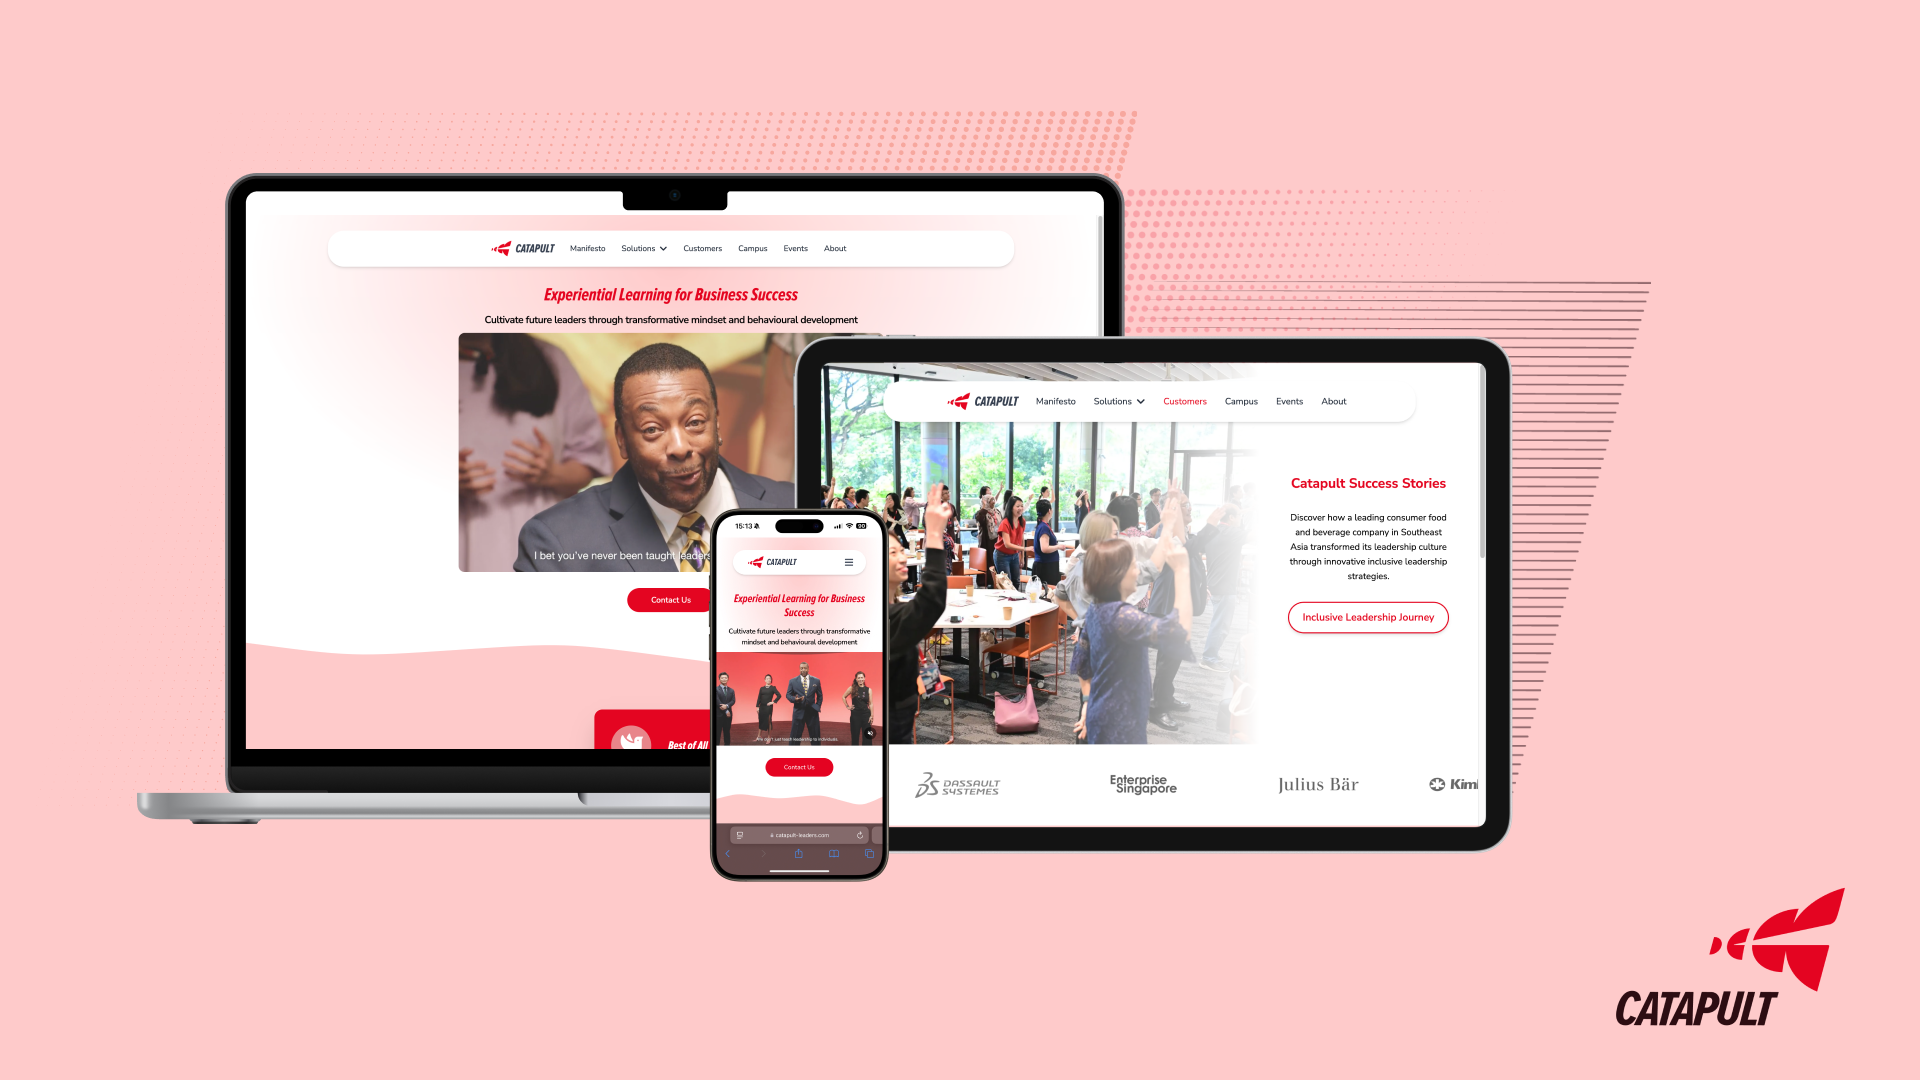 CATAPULT Manifesto Solutions Customers Campus Events About
Experiential Learning for Business Success
Cultivate future leaders through transformative mindset and behavioural development
I bet you've never been taught leaders
Contact Us
Best of All
CATAPULT Manifesto Solutions Customers Campus Events About
Catapult Success Stories
Discover how a leading consumer food
and beverage company in Southeast
Asia transformed its leadership culture
through innovative inclusive leadership
strategies.
Inclusive Leadership Journey
DASSAULT
SYSTEMES
Enterprise
Singapore
Julius Bär
Kim
15:13
90
CATAPULT
Experiential Learning for Business
Success
Cultivate future leaders through transformative
mindset and behavioural development
Contact Us
catapult-leaders.com
CATAPULT